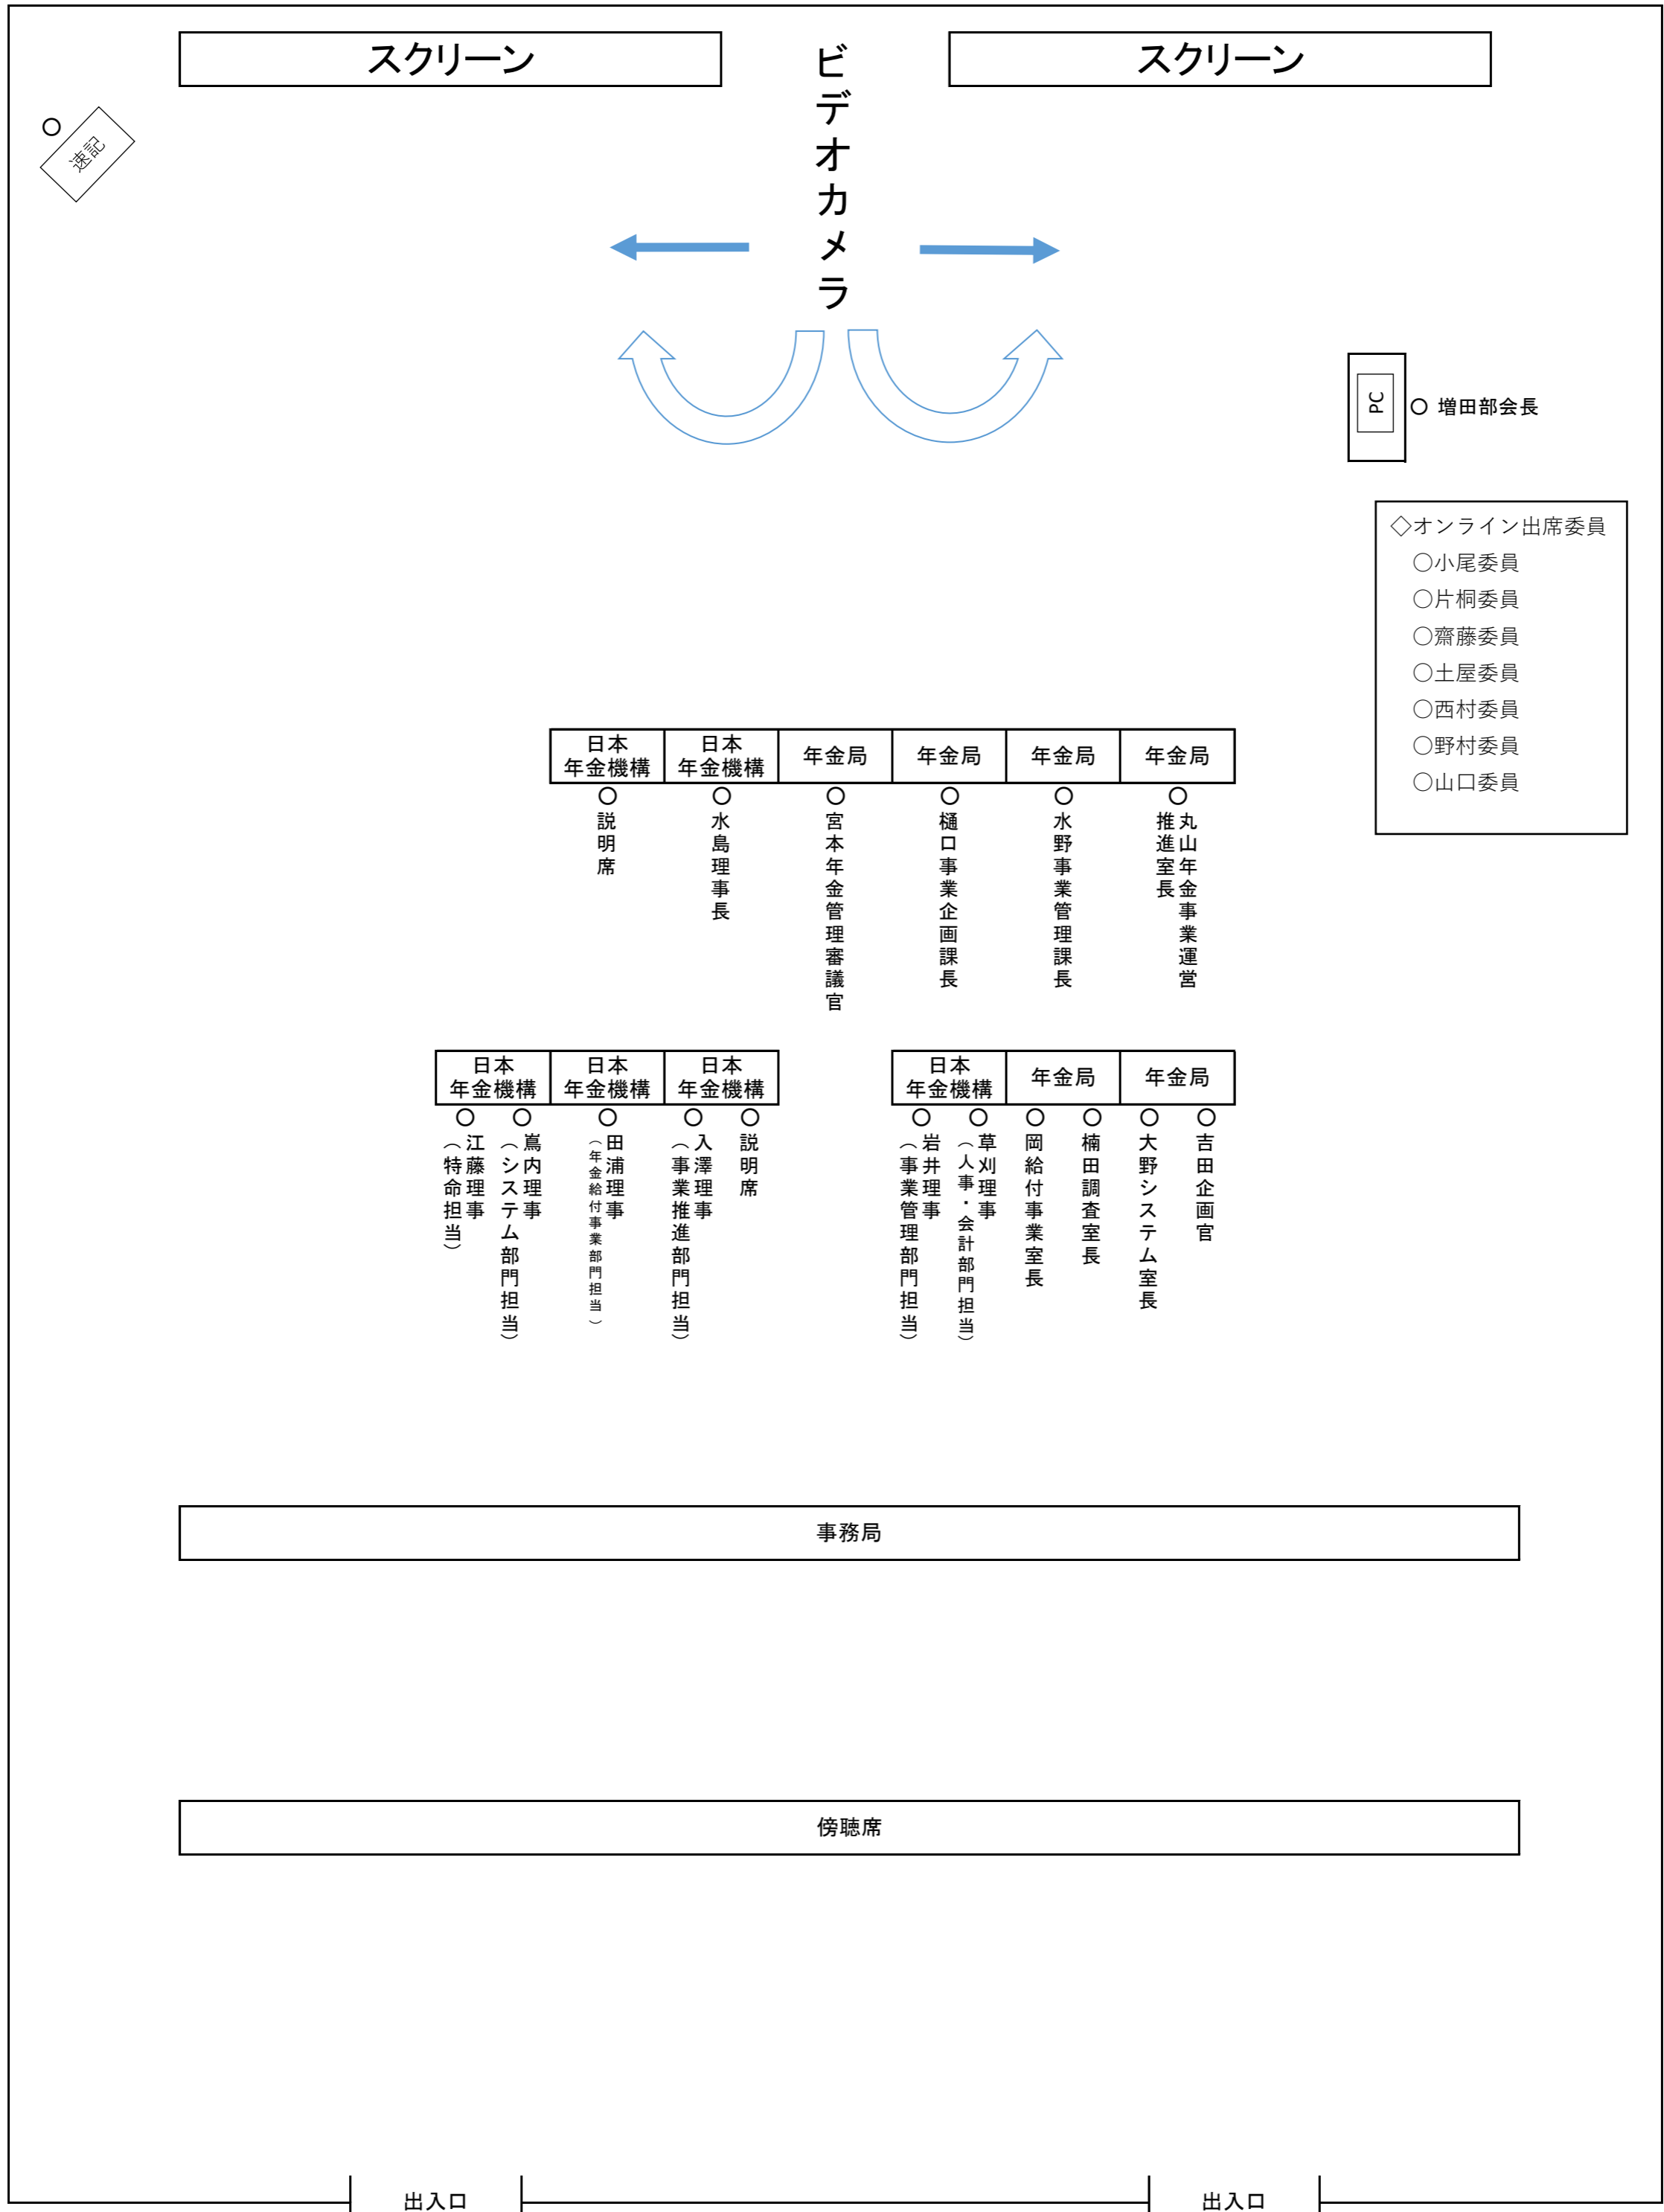 スクリーン
スクリーン
ビデオカメラ
速記
PC
増田部会長
◇オンライン出席委員
○小尾委員
○片桐委員
○齋藤委員
○土屋委員
○西村委員
○野村委員
○山口委員
日本
年金機構
日本
年金機構
年金局
年金局
年金局
年金局
説明席
水島理事長
宮本年金管理審議官
樋口事業企画課長
水野事業管理課長
丸山年金事業運営
推進室長
日本
年金機構
日本
年金機構
日本
年金機構
日本
年金機構
年金局
年金局
江藤理事
（特命担当）
嶌内理事
（システム部門担当）
田浦理事
（年金給付事業部門担当）
入澤理事
（事業推進部門担当）
説明席
岩井理事
（事業管理部門担当）
草刈理事
（人事・会計部門担当）
岡給付事業室長
楠田調査室長
大野システム室長
吉田企画官
事務局
傍聴席
出入口
出入口